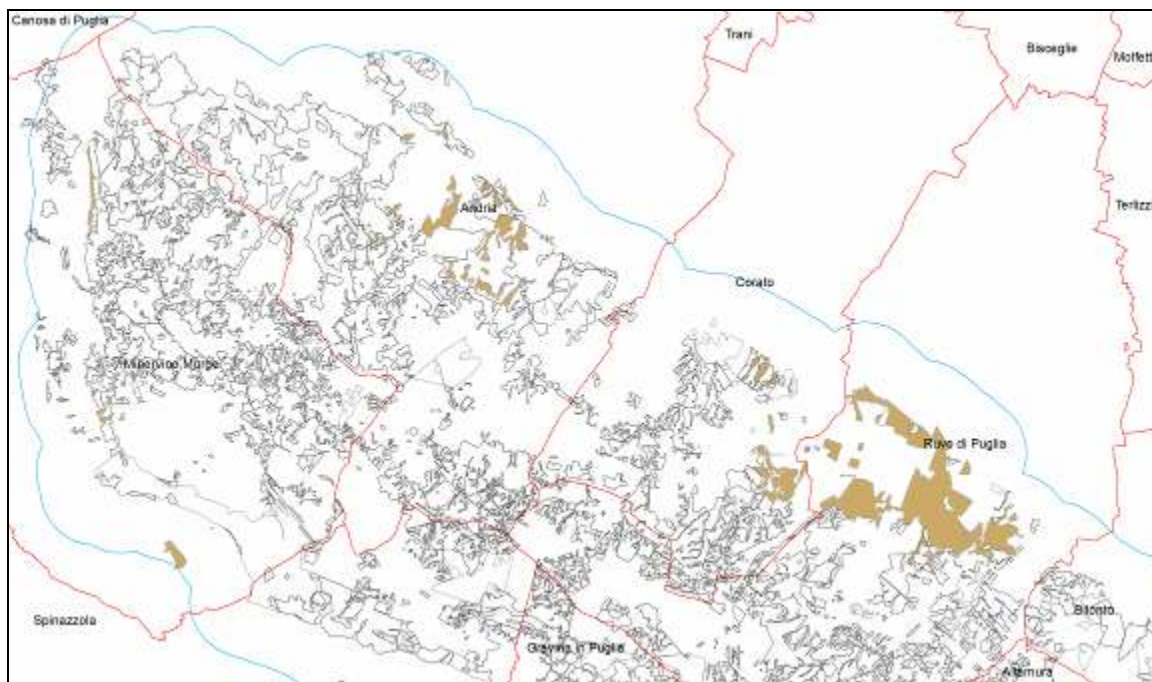 Canosa di Puglia
Trani
Bisceglie
Molfett
Andria
Terlizzi
Corato
Minervino Murge
Ruvo di Puglia
Spinazzola
Bitonto
Gravina in Puglia
Altamura